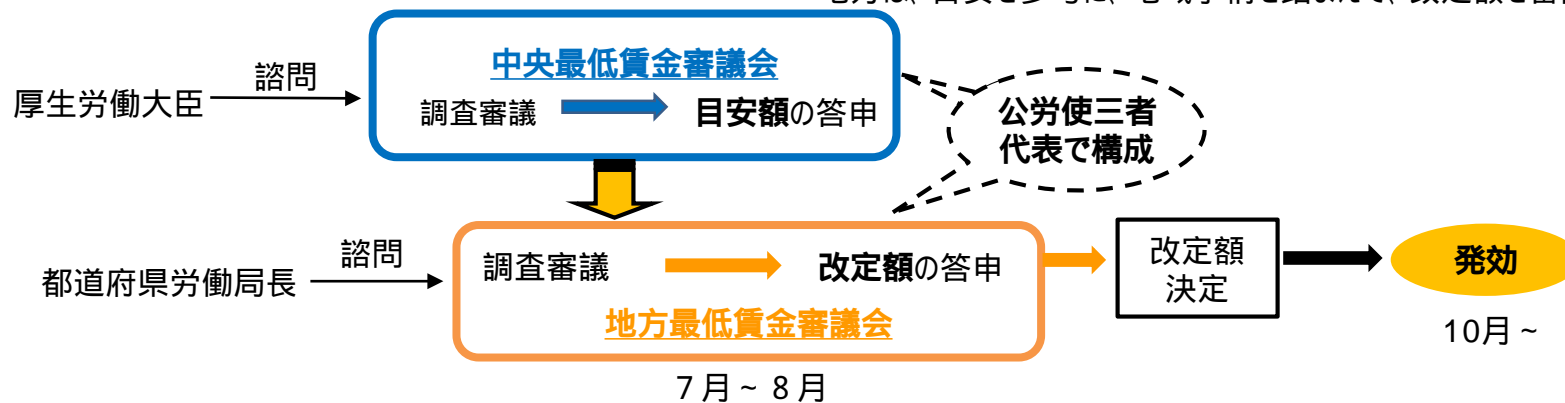 諮問
中央最低賃金審議会
厚生労働大臣
調査審議
目安額の答申
公労使三者
代表で構成
諮問
都道府県労働局長
調査審議
改定額の答申
地方最低賃金審議会
改定額
決定
発効
10月~
7月~8月